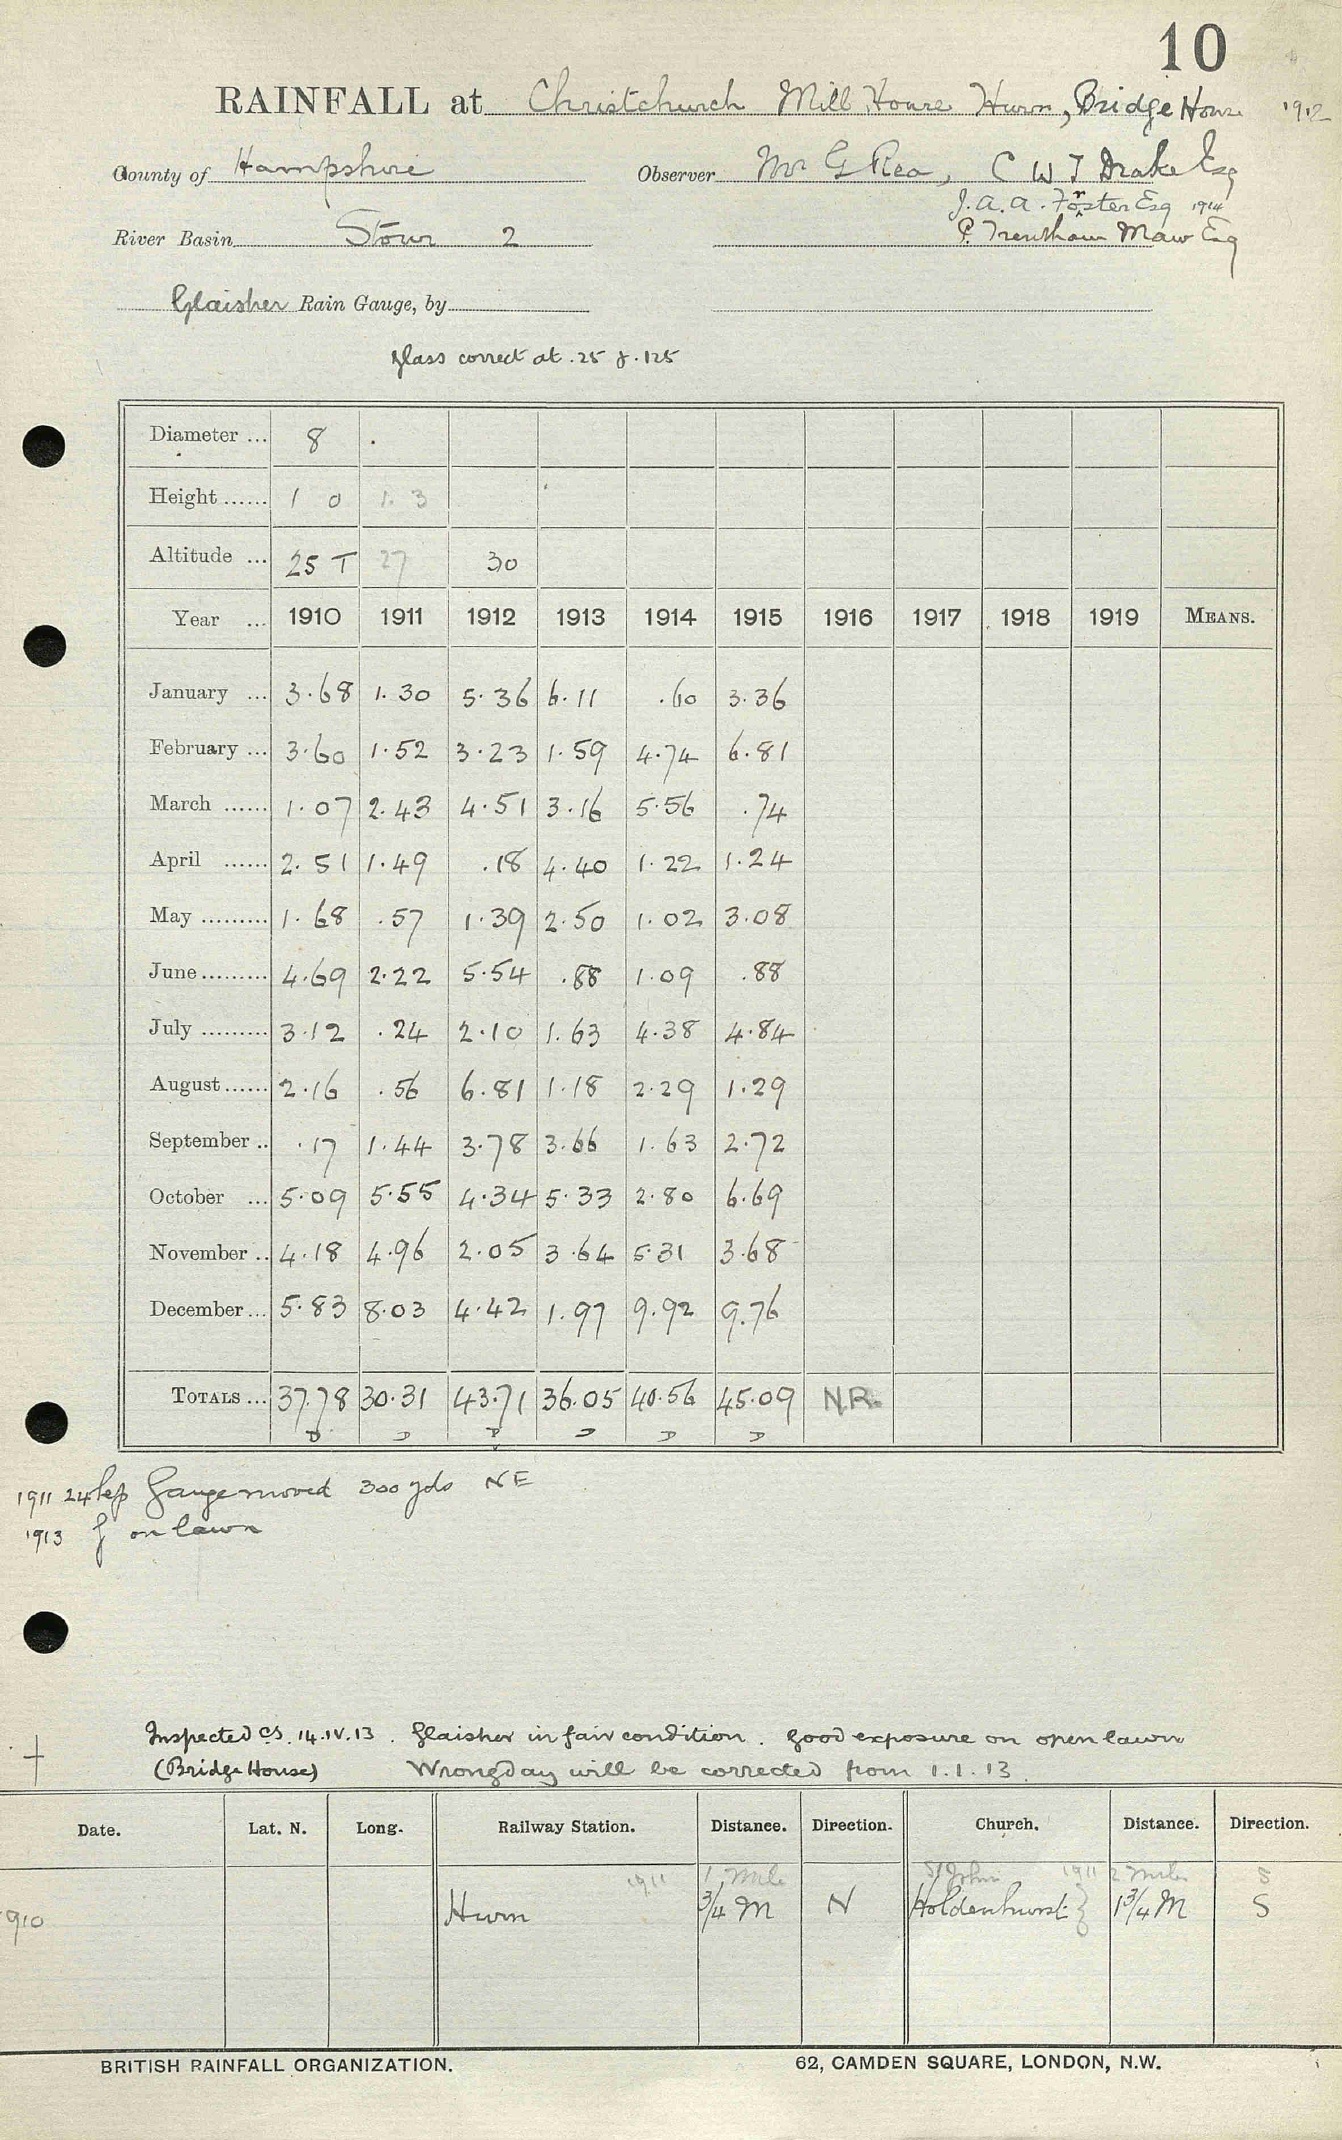 10
RAINFALL at Christchurch Mill House Hurn, Bridge House 1912
County of Hampshire Observer Mr G Rea, C W T Drake Esq
J. A. A. Forster Esq 1914
River Basin Stour 2 P. Trentham Maw Esq
Glaisher Rain Gauge, by
glass correct at .25 & .125
Diameter ... 8
Height ...... 1 0 1. 3
Altitude ... 25 T 27 30
Year ... 1910 1911 1912 1913 1914 1915 1916 1917 1918 1919 MEANS.
January ... 3.68 1.30 5.36 6.11 .60 3.36
February ... 3.60 1.52 3.23 1.59 4.74 6.81
March ...... 1.07 2.43 4.51 3.16 5.56 .74
April ...... 2.51 1.49 .18 4.40 1.22 1.24
May ......... 1.68 .57 1.39 2.50 1.02 3.08
June ......... 4.69 2.22 5.54 .88 1.09 .88
July ......... 3.12 .24 2.10 1.63 4.38 4.84
August ...... 2.16 .56 6.81 1.18 2.29 1.29
September .. .17 1.44 3.78 3.66 1.63 2.72
October ... 5.09 5.55 4.34 5.33 2.80 6.69
November .. 4.18 4.96 2.05 3.64 5.31 3.68
December ... 5.83 8.03 4.42 1.97 9.92 9.76
TOTALS ... 37.78 30.31 43.71 36.05 40.56 45.09 N.R.
D D D D D D
1911 24 Sep Gauge moved 300 yds NE
1913 g on lawn
Inspected CS. 14.IV.13. Glaisher in fair condition. Good exposure on open lawn
(Bridge House) Wrong day will be corrected from 1.1.13.
Date. Lat. N. Long. Railway Station. Distance. Direction. Church. Distance. Direction.
1911 1 Mile St John 1911 2 miles S
1910 Hurn 3/4 M N Holdenhurst 1 3/4 M S
BRITISH RAINFALL ORGANIZATION. 62, CAMDEN SQUARE, LONDON, N.W.